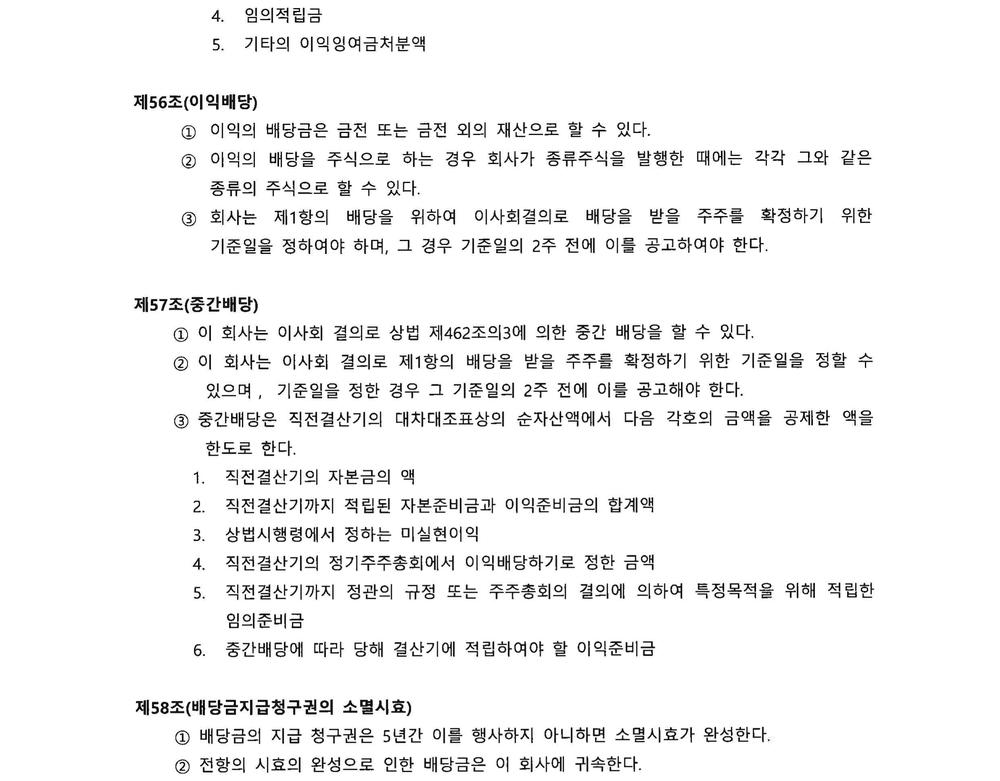 4. 임의적립금
5. 기타의 이익잉여금처분액
제56조(이익배당)
① 이익의 배당금은 금전 또는 금전 외의 재산으로 할 수 있다.
② 이익의 배당을 주식으로 하는 경우 회사가 종류주식을 발행한 때에는 각각 그와 같은
종류의 주식으로 할 수 있다.
③ 회사는 제1항의 배당을 위하여 이사회결의로 배당을 받을 주주를 확정하기 위한
기준일을 정하여야 하며, 그 경우 기준일의 2주 전에 이를 공고하여야 한다.
제57조(중간배당)
① 이 회사는 이사회 결의로 상법 제462조의3에 의한 중간 배당을 할 수 있다.
② 이 회사는 이사회 결의로 제1항의 배당을 받을 주주를 확정하기 위한 기준일을 정할 수
있으며 , 기준일을 정한 경우 그 기준일의 2주 전에 이를 공고해야 한다.
③ 중간배당은 직전결산기의 대차대조표상의 순자산액에서 다음 각호의 금액을 공제한 액을
한도로 한다.
1. 직전결산기의 자본금의 액
2. 직전결산기까지 적립된 자본준비금과 이익준비금의 합계액
3. 상법시행령에서 정하는 미실현이익
4. 직전결산기의 정기주주총회에서 이익배당하기로 정한 금액
5. 직전결산기까지 정관의 규정 또는 주주총회의 결의에 의하여 특정목적을 위해 적립한
임의준비금
6. 중간배당에 따라 당해 결산기에 적립하여야 할 이익준비금
제58조(배당금지급청구권의 소멸시효)
① 배당금의 지급 청구권은 5년간 이를 행사하지 아니하면 소멸시효가 완성한다.
② 전항의 시효의 완성으로 인한 배당금은 이 회사에 귀속한다.